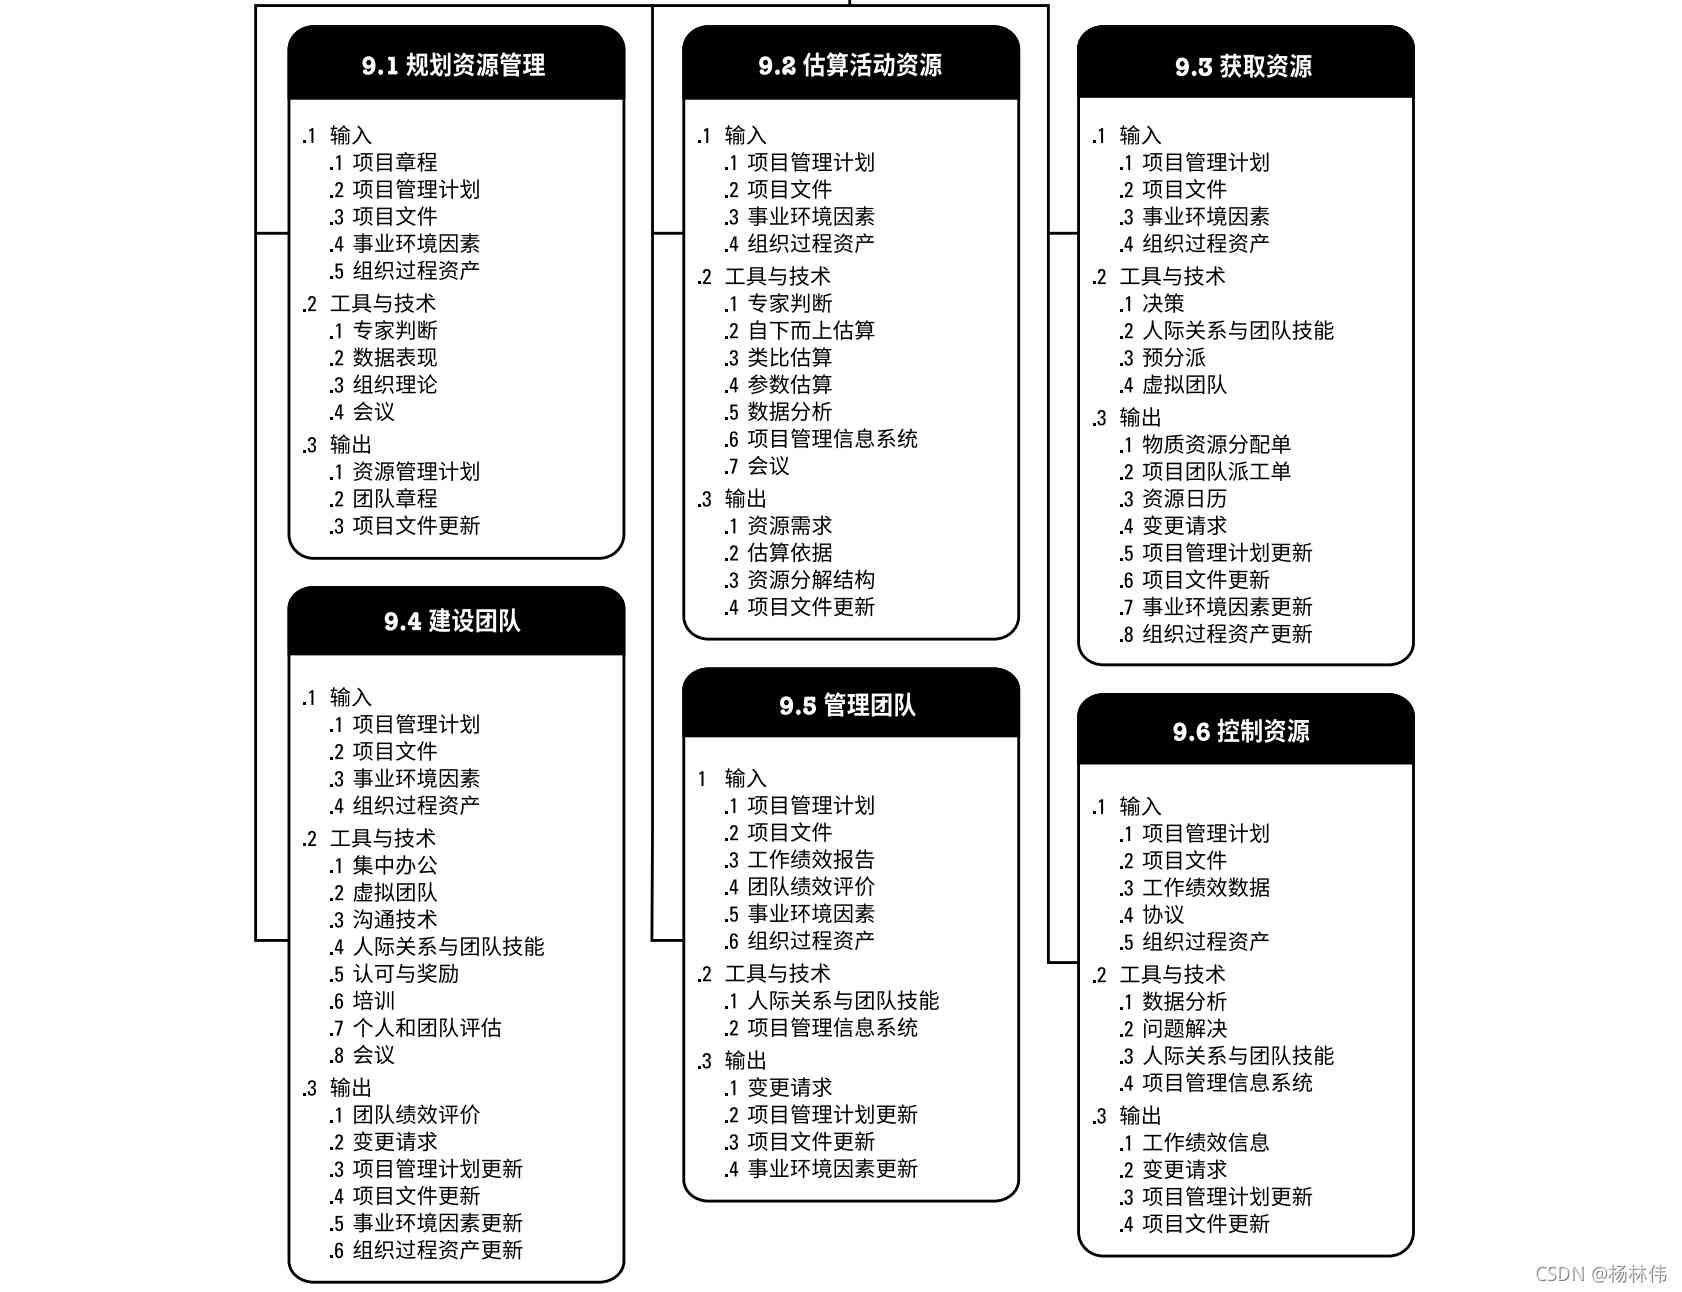 9.1 规划资源管理
.1 输入
.1 项目章程
.2 项目管理计划
.3 项目文件
.4 事业环境因素
.5 组织过程资产
.2 工具与技术
.1 专家判断
.2 数据表现
.3 组织理论
.4 会议
.3 输出
.1 资源管理计划
.2 团队章程
.3 项目文件更新
9.2 估算活动资源
.1 输入
.1 项目管理计划
.2 项目文件
.3 事业环境因素
.4 组织过程资产
.2 工具与技术
.1 专家判断
.2 自下而上估算
.3 类比估算
.4 参数估算
.5 数据分析
.6 项目管理信息系统
.7 会议
.3 输出
.1 资源需求
.2 估算依据
.3 资源分解结构
.4 项目文件更新
9.3 获取资源
.1 输入
.1 项目管理计划
.2 项目文件
.3 事业环境因素
.4 组织过程资产
.2 工具与技术
.1 决策
.2 人际关系与团队技能
.3 预分派
.4 虚拟团队
.3 输出
.1 物质资源分配单
.2 项目团队派工单
.3 资源日历
.4 变更请求
.5 项目管理计划更新
.6 项目文件更新
.7 事业环境因素更新
.8 组织过程资产更新
9.4 建设团队
.1 输入
.1 项目管理计划
.2 项目文件
.3 事业环境因素
.4 组织过程资产
.2 工具与技术
.1 集中办公
.2 虚拟团队
.3 沟通技术
.4 人际关系与团队技能
.5 认可与奖励
.6 培训
.7 个人和团队评估
.8 会议
.3 输出
.1 团队绩效评价
.2 变更请求
.3 项目管理计划更新
.4 项目文件更新
.5 事业环境因素更新
.6 组织过程资产更新
9.5 管理团队
1 输入
.1 项目管理计划
.2 项目文件
.3 工作绩效报告
.4 团队绩效评价
.5 事业环境因素
.6 组织过程资产
.2 工具与技术
.1 人际关系与团队技能
.2 项目管理信息系统
.3 输出
.1 变更请求
.2 项目管理计划更新
.3 项目文件更新
.4 事业环境因素更新
9.6 控制资源
.1 输入
.1 项目管理计划
.2 项目文件
.3 工作绩效数据
.4 协议
.5 组织过程资产
.2 工具与技术
.1 数据分析
.2 问题解决
.3 人际关系与团队技能
.4 项目管理信息系统
.3 输出
.1 工作绩效信息
.2 变更请求
.3 项目管理计划更新
.4 项目文件更新
CSDN @杨林伟